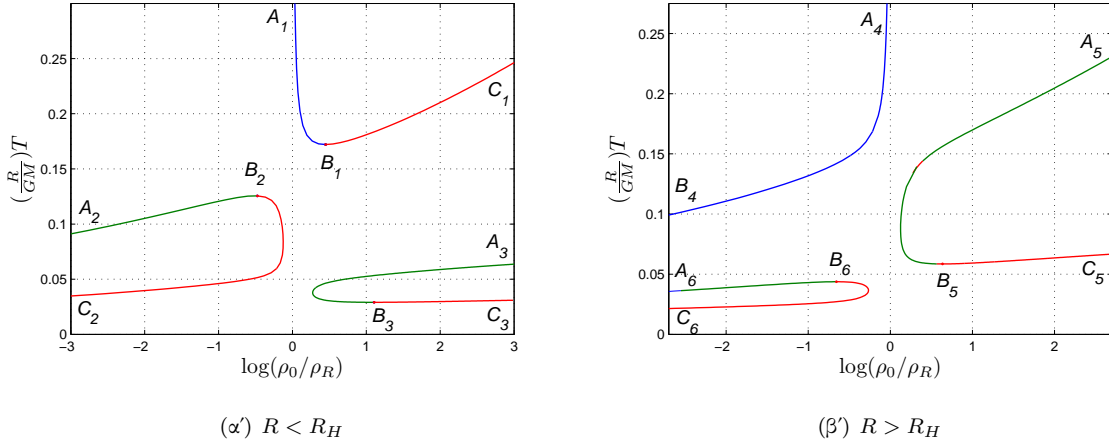 A1
A4
A5
0.25
0.25
C1
0.2
0.2
(R/GM)T
0.15
B1
(R/GM)T
0.15
B2
A2
B4
0.1
0.1
A3
A6
B6
C5
0.05
0.05
B5
C2
B3
C3
C6
0
0
−3 −2 −1 0 1 2 3
−2 −1 0 1 2
log(ρ0/ρR)
log(ρ0/ρR)
(α′) R < RH
(β′) R > RH